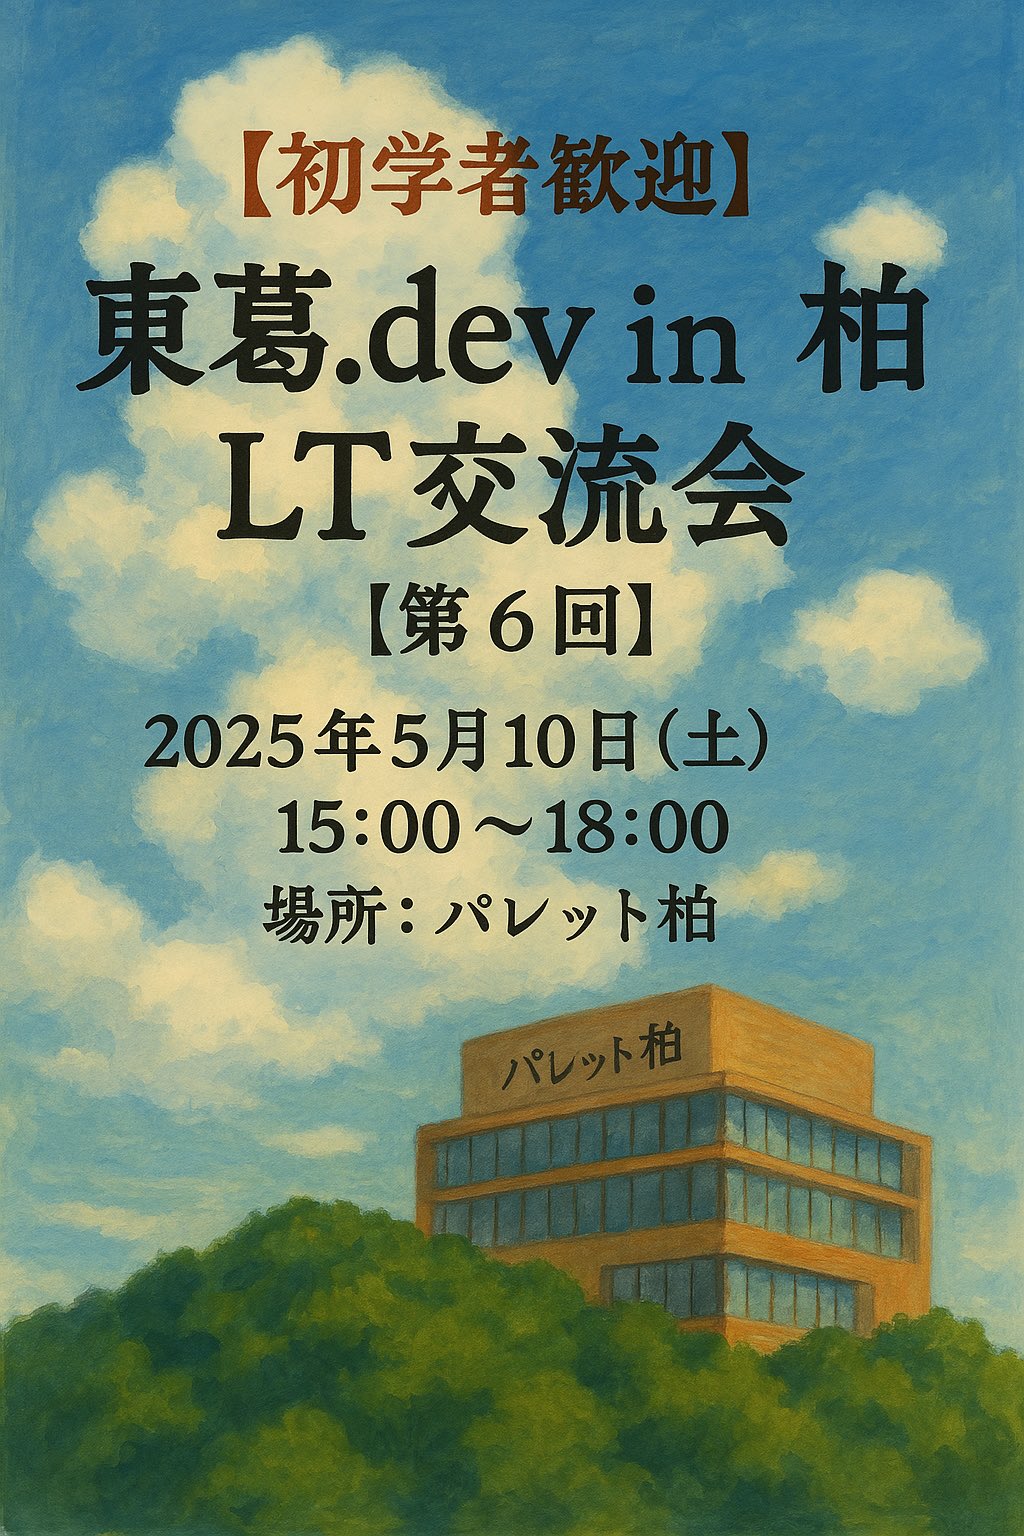 【初学者歓迎】
東葛.dev in 柏
LT交流会
【第6回】
2025年5月10日(土)
15:00～18:00
場所：パレット柏
パレット柏